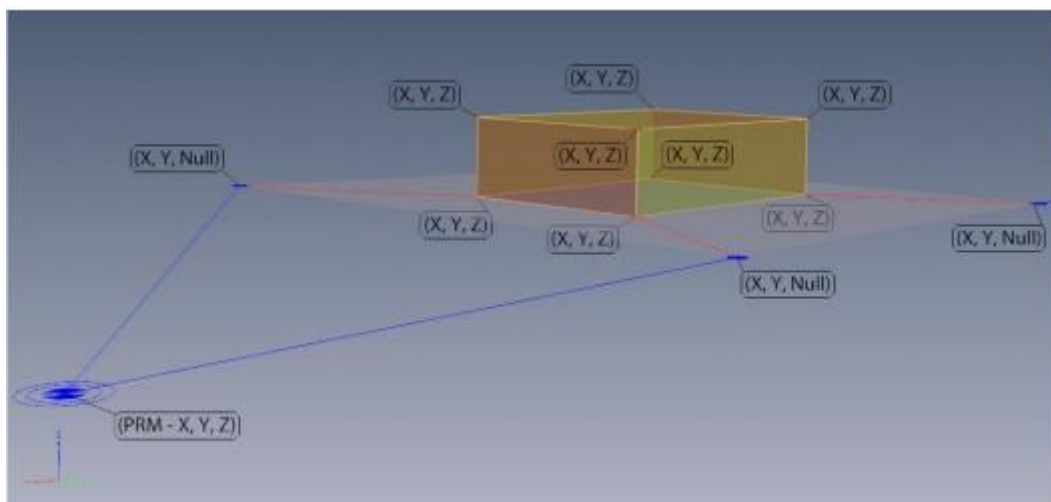 (X, Y, Z)
(X, Y, Z)
(X, Y, Z)
(X, Y, Null)
(X, Y, Z)
(X, Y, Z)
(X, Y, Z)
(X, Y, Z)
(X, Y, Z)
(X, Y, Null)
(X, Y, Null)
(PRM - X, Y, Z)